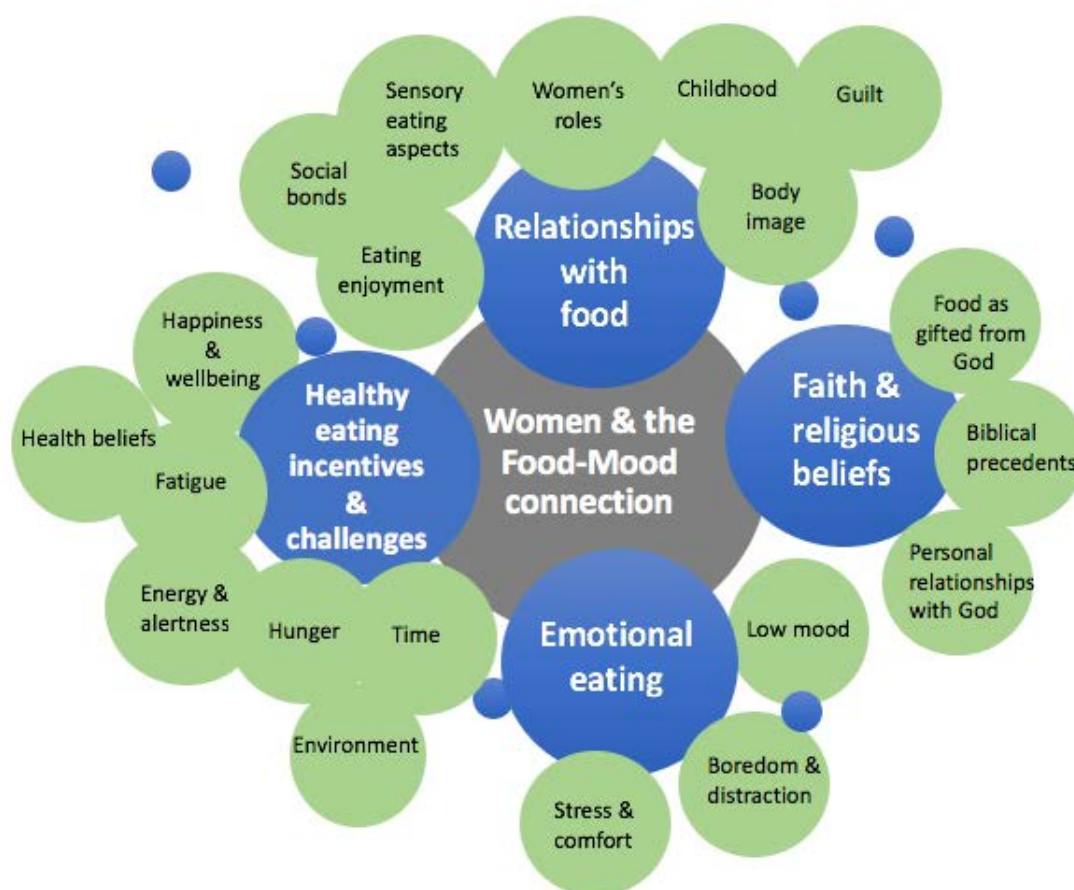 Sensory
eating
aspects
Women's
roles
Childhood
Guilt
Social
bonds
Body
image
Eating
enjoyment
Relationships
with
food
Happiness
&
wellbeing
Food as
gifted from
God
Health beliefs
Fatigue
Healthy
eating
incentives
&
challenges
Women & the
Food-Mood
connection
Faith &
religious
beliefs
Biblical
precedents
Personal
relationships
with God
Energy &
alertness
Hunger
Time
Environment
Emotional
eating
Low mood
Boredom &
distraction
Stress &
comfort